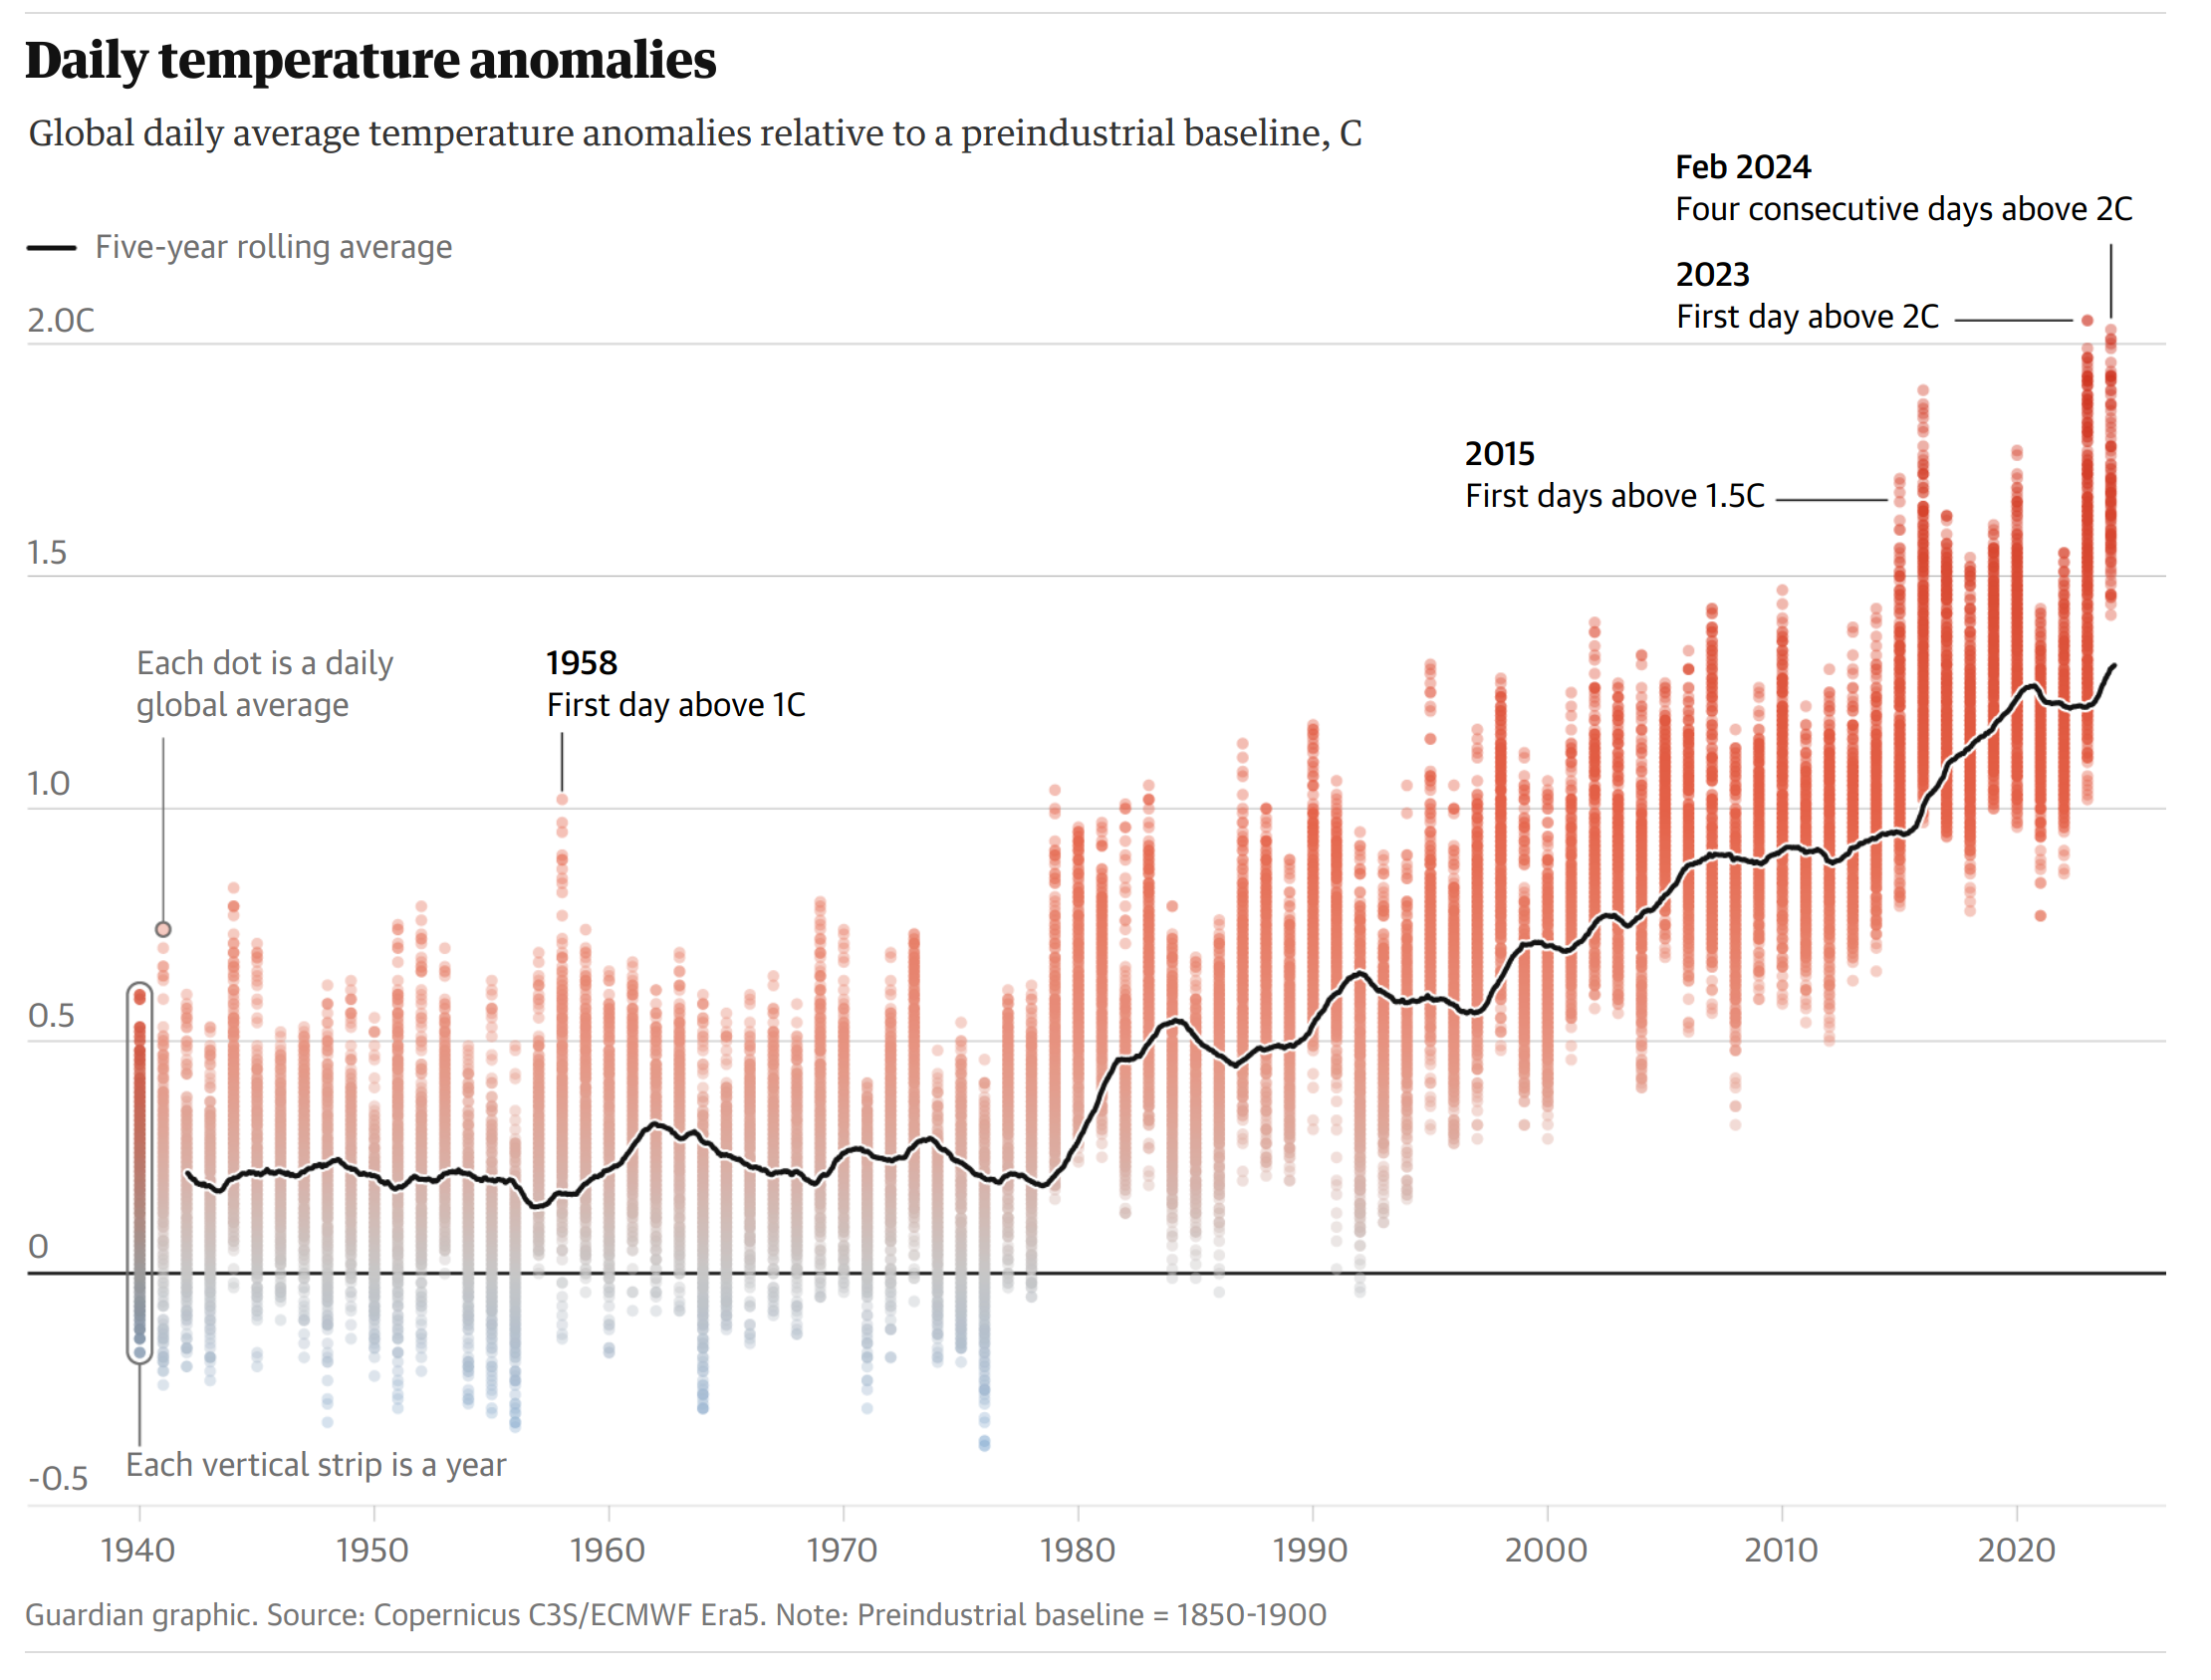 Daily temperature anomalies
Global daily average temperature anomalies relative to a preindustrial baseline, C
Feb 2024
Four consecutive days above 2C
Five-year rolling average
2023
First day above 2C
2.0C
2015
First days above 1.5C
1.5
Each dot is a daily
global average
1958
First day above 1C
1.0
0.5
0
Each vertical strip is a year
-0.5
1940 1950 1960 1970 1980 1990 2000 2010 2020
Guardian graphic. Source: Copernicus C3S/ECMWF Era5. Note: Preindustrial baseline = 1850-1900